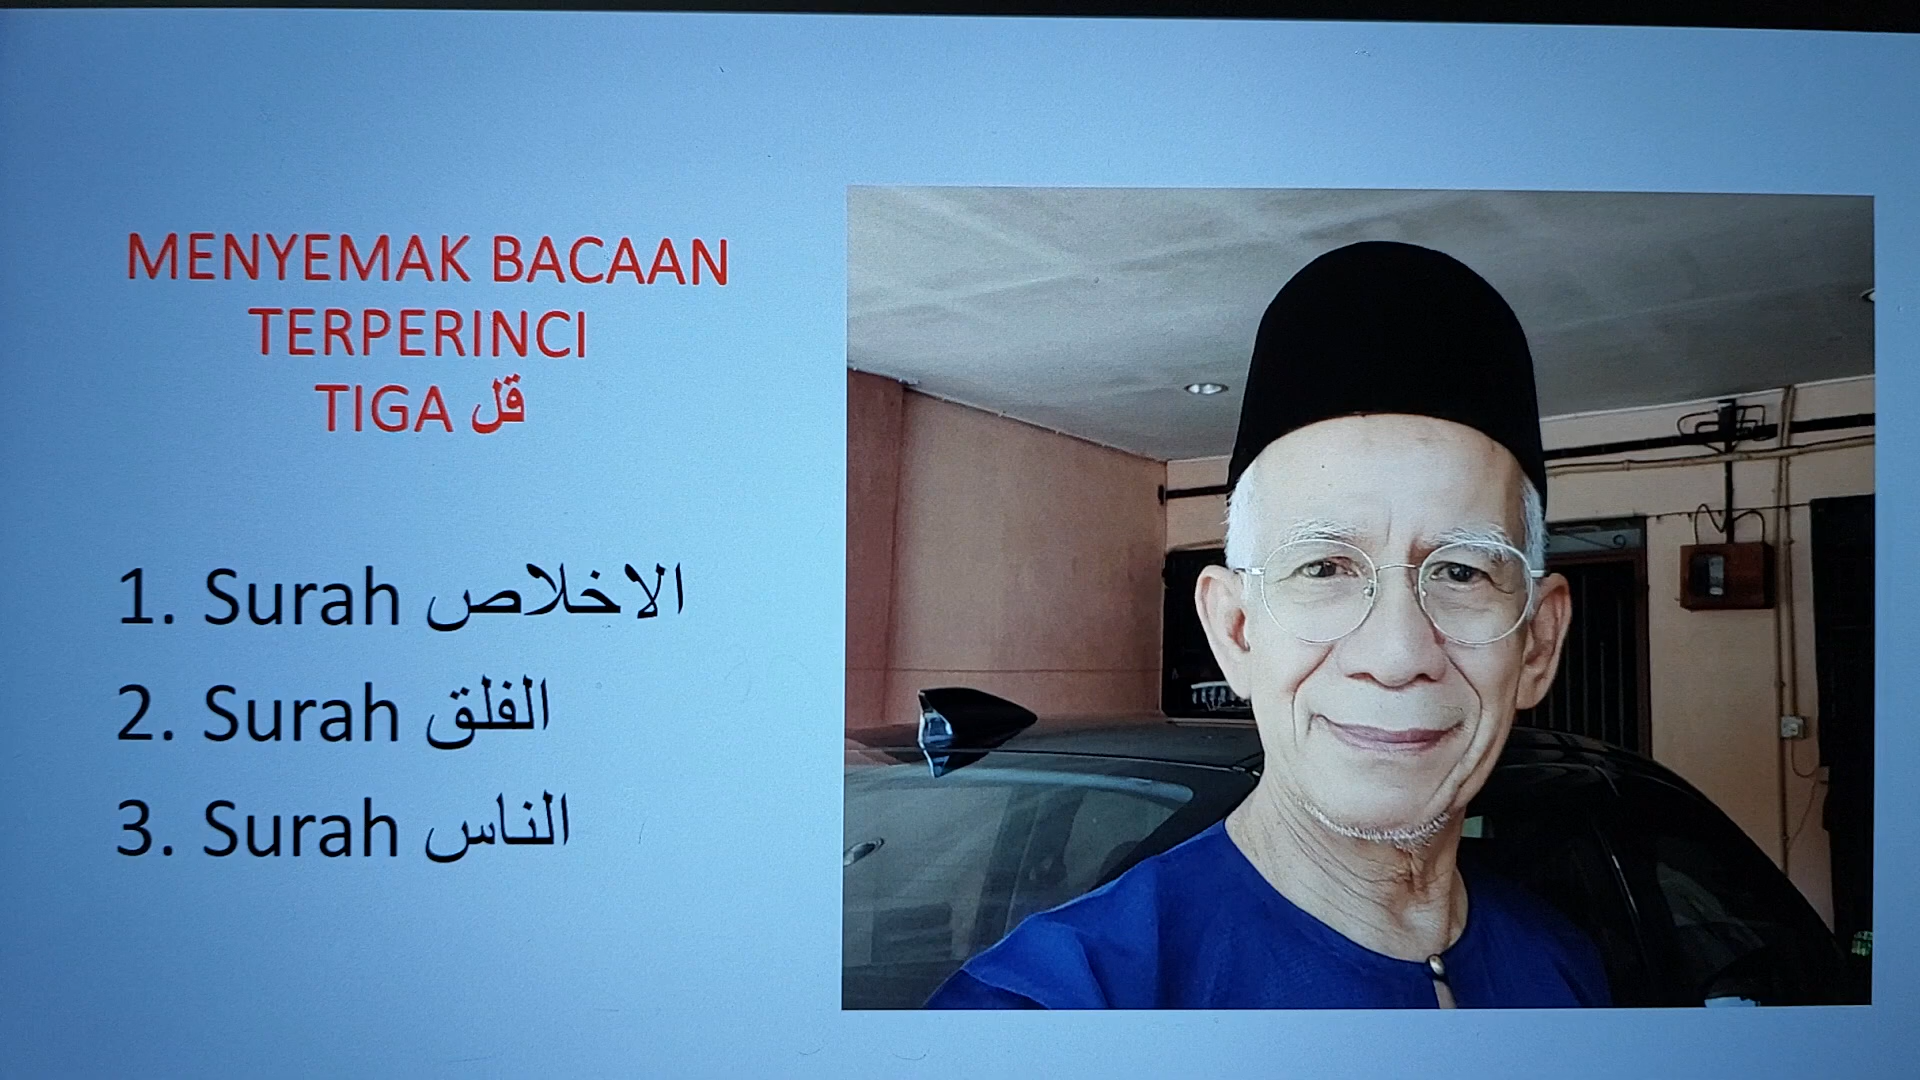 MENYEMAK BACAAN
TERPERINCI
TIGA قل
1. Surah الاخلاص
2. Surah الفلق
3. Surah الناس